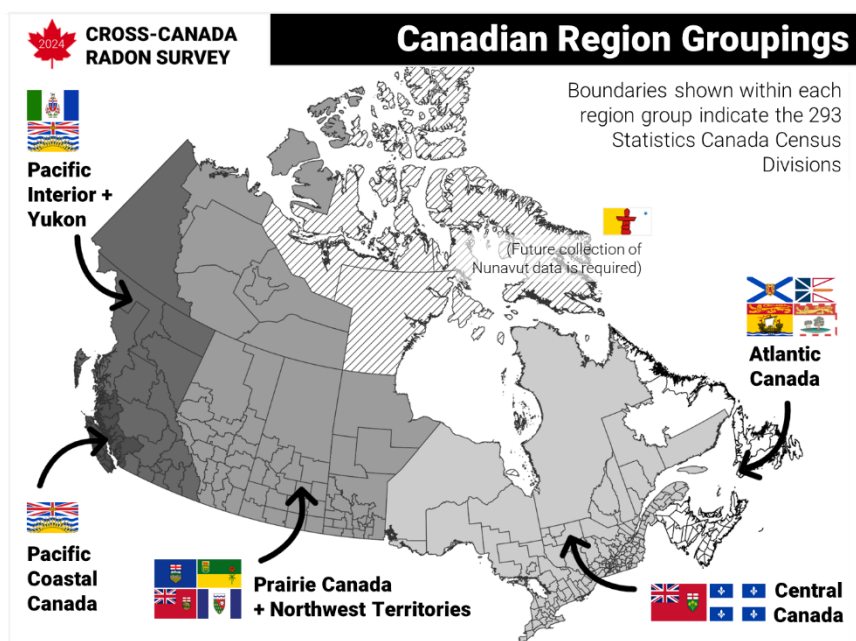 2024
CROSS-CANADA
RADON SURVEY
Canadian Region Groupings
Boundaries shown within each
region group indicate the 293
Statistics Canada Census
Divisions
Pacific
Interior +
Yukon
(Future collection of
Nunavut data is required)
Atlantic
Canada
Pacific
Coastal
Canada
Prairie Canada
+ Northwest Territories
Central
Canada